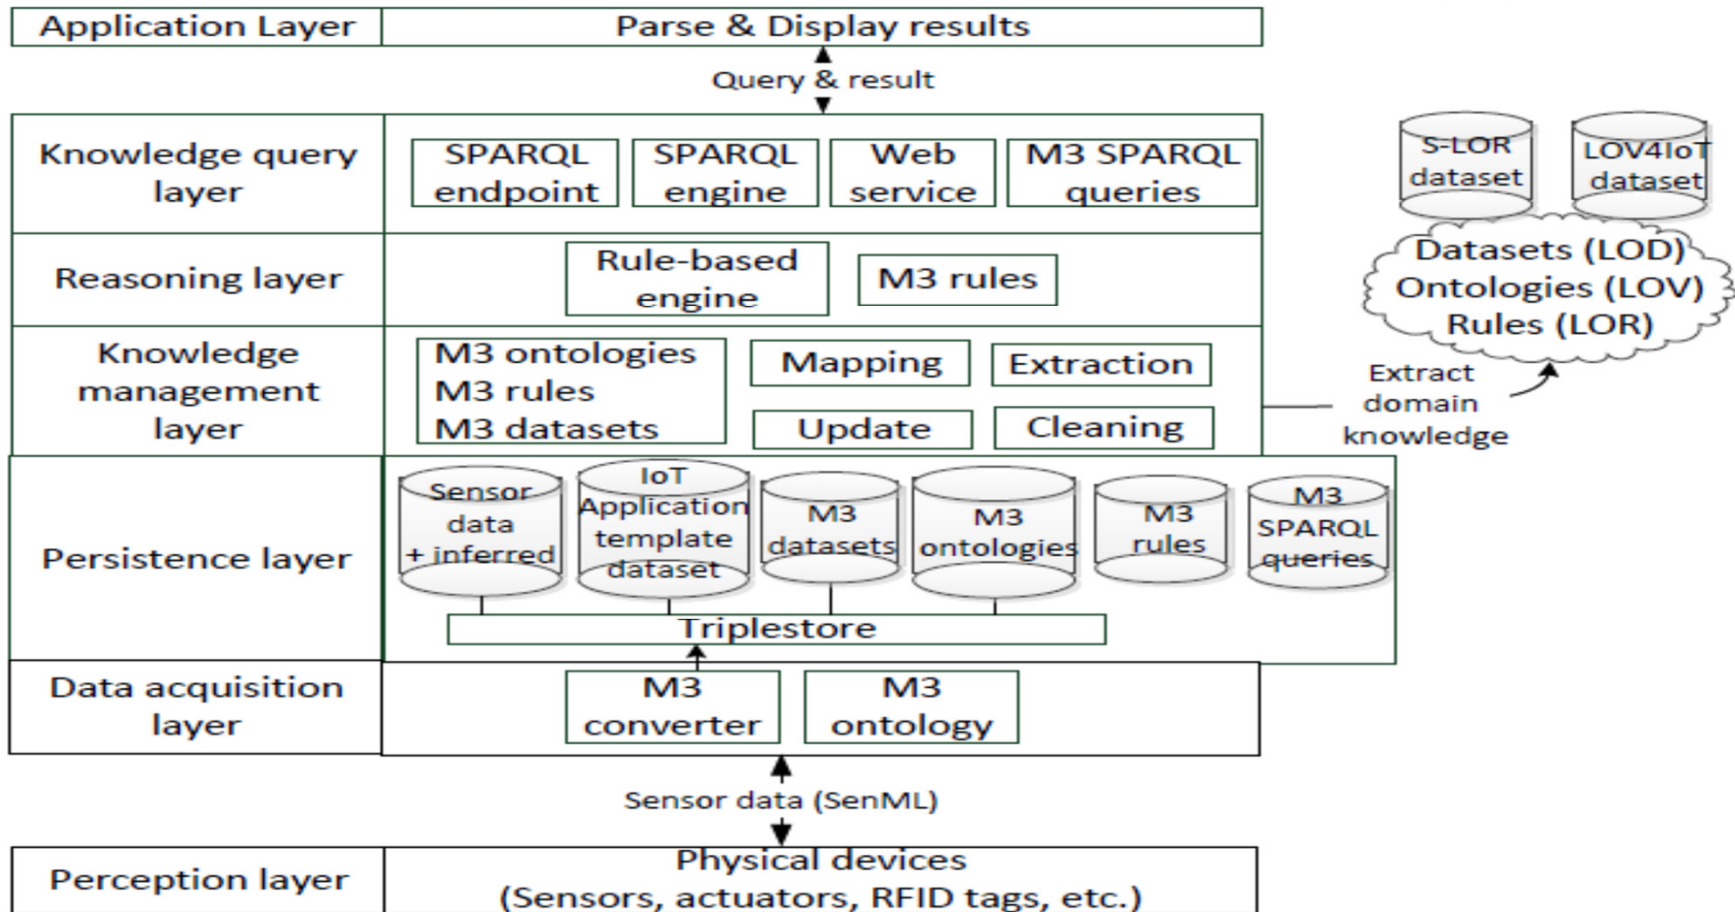 Application Layer
Parse & Display results
Query & result
Knowledge query
layer
SPARQL
endpoint
SPARQL
engine
Web
service
M3 SPARQL
queries
S-LOR
dataset
LOV4IoT
dataset
Datasets (LOD)
Ontologies (LOV)
Rules (LOR)
Reasoning layer
Rule-based
engine
M3 rules
Knowledge
management
layer
M3 ontologies
M3 rules
M3 datasets
Mapping
Extraction
Update
Cleaning
Extract
domain
knowledge
Persistence layer
Sensor
data
+ inferred
IoT
Application
template
dataset
M3
datasets
M3
ontologies
M3
rules
M3
SPARQL
queries
Triplestore
Data acquisition
layer
M3
converter
M3
ontology
Sensor data (SenML)
Perception layer
Physical devices
(Sensors, actuators, RFID tags, etc.)